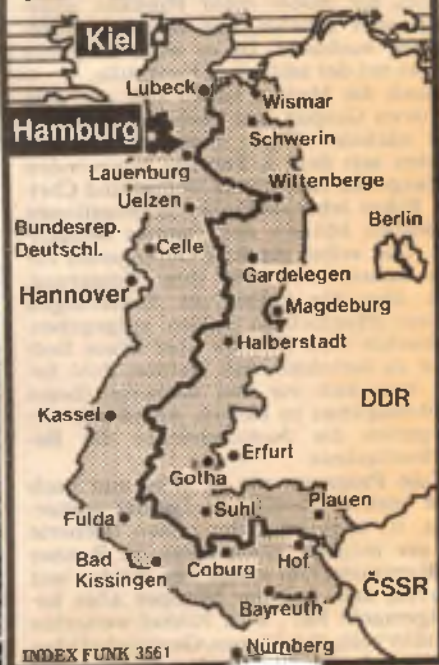 Kiel
Lubeck
Wismar
Hamburg
Schwerin
Lauenburg
Wittenberge
Uelzen
Berlin
Bundesrep.
Deutschl.
Celle
Gardelegen
Hannover
Magdeburg
Halberstadt
DDR
Kassel
Erfurt
Gotha
Plauen
Suhl
Fulda
Bad
Kissingen
Coburg
Hof
ČSSR
Bayreuth
Nürnberg
INDEX FUNK 3561